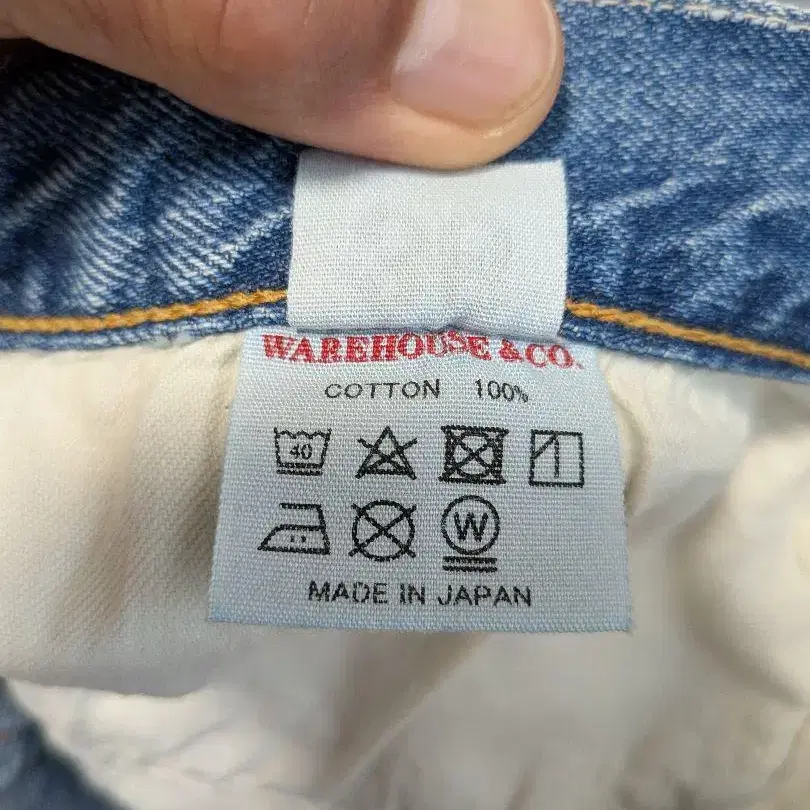 WAREHOUSE & CO.
COTTON 100%
40
W
MADE IN JAPAN